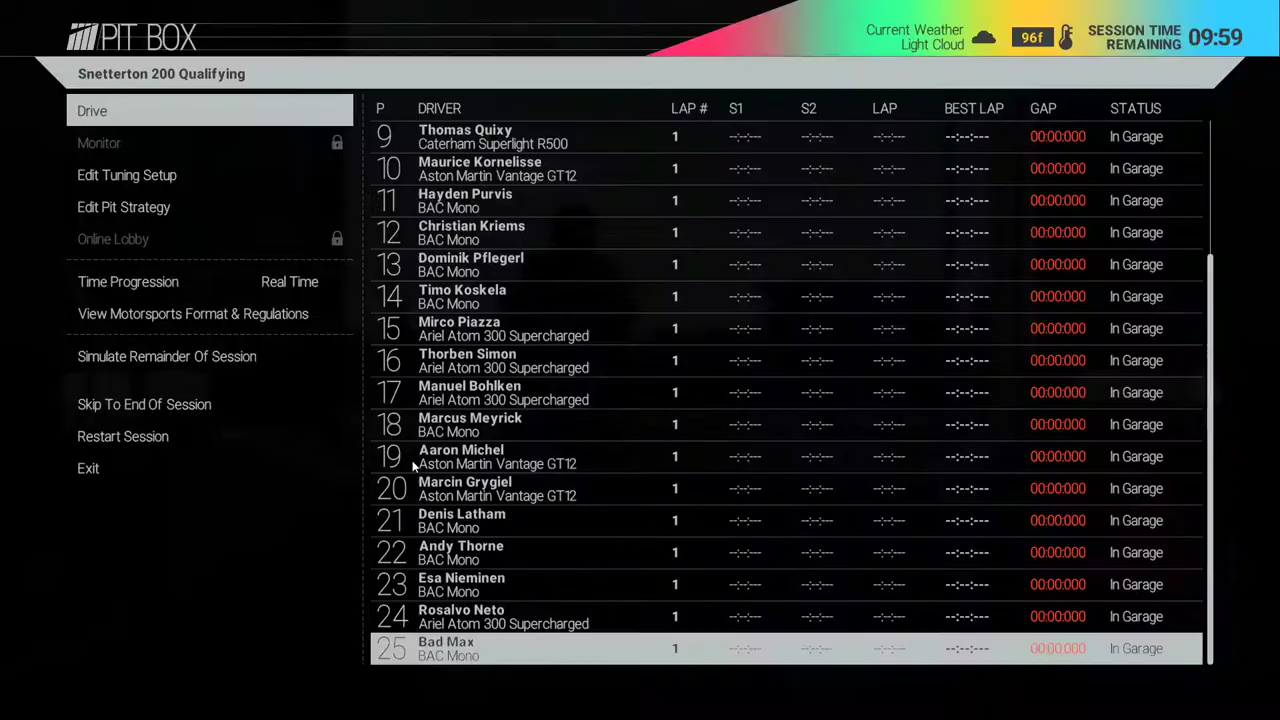 PIT BOX
Current Weather
Light Cloud
96f
SESSION TIME
REMAINING
09:59
Snetterton 200 Qualifying
Drive
Monitor
Edit Tuning Setup
Edit Pit Strategy
Online Lobby
Time Progression Real Time
View Motorsports Format & Regulations
Simulate Remainder Of Session
Skip To End Of Session
Restart Session
Exit
P DRIVER LAP # S1 S2 LAP BEST LAP GAP STATUS
9 Thomas Quixy 1 --:--:--- --:--:--- --:--:--- --:--:--- 00:00:000 In Garage
Caterham Superlight R500
10 Maurice Kornelisse 1 --:--:--- --:--:--- --:--:--- --:--:--- 00:00:000 In Garage
Aston Martin Vantage GT12
11 Hayden Purvis 1 --:--:--- --:--:--- --:--:--- --:--:--- 00:00:000 In Garage
BAC Mono
12 Christian Kriems 1 --:--:--- --:--:--- --:--:--- --:--:--- 00:00:000 In Garage
BAC Mono
13 Dominik Pflegerl 1 --:--:--- --:--:--- --:--:--- --:--:--- 00:00:000 In Garage
BAC Mono
14 Timo Koskela 1 --:--:--- --:--:--- --:--:--- --:--:--- 00:00:000 In Garage
BAC Mono
15 Mirco Piazza 1 --:--:--- --:--:--- --:--:--- --:--:--- 00:00:000 In Garage
Ariel Atom 300 Supercharged
16 Thorben Simon 1 --:--:--- --:--:--- --:--:--- --:--:--- 00:00:000 In Garage
Ariel Atom 300 Supercharged
17 Manuel Bohlken 1 --:--:--- --:--:--- --:--:--- --:--:--- 00:00:000 In Garage
Ariel Atom 300 Supercharged
18 Marcus Meyrick 1 --:--:--- --:--:--- --:--:--- --:--:--- 00:00:000 In Garage
BAC Mono
19 Aaron Michel 1 --:--:--- --:--:--- --:--:--- --:--:--- 00:00:000 In Garage
Aston Martin Vantage GT12
20 Marcin Grygiel 1 --:--:--- --:--:--- --:--:--- --:--:--- 00:00:000 In Garage
Aston Martin Vantage GT12
21 Denis Latham 1 --:--:--- --:--:--- --:--:--- --:--:--- 00:00:000 In Garage
BAC Mono
22 Andy Thorne 1 --:--:--- --:--:--- --:--:--- --:--:--- 00:00:000 In Garage
BAC Mono
23 Esa Nieminen 1 --:--:--- --:--:--- --:--:--- --:--:--- 00:00:000 In Garage
BAC Mono
24 Rosalvo Neto 1 --:--:--- --:--:--- --:--:--- --:--:--- 00:00:000 In Garage
Ariel Atom 300 Supercharged
25 Bad Max 1 --:--:--- --:--:--- --:--:--- --:--:--- 00:00:000 In Garage
BAC Mono